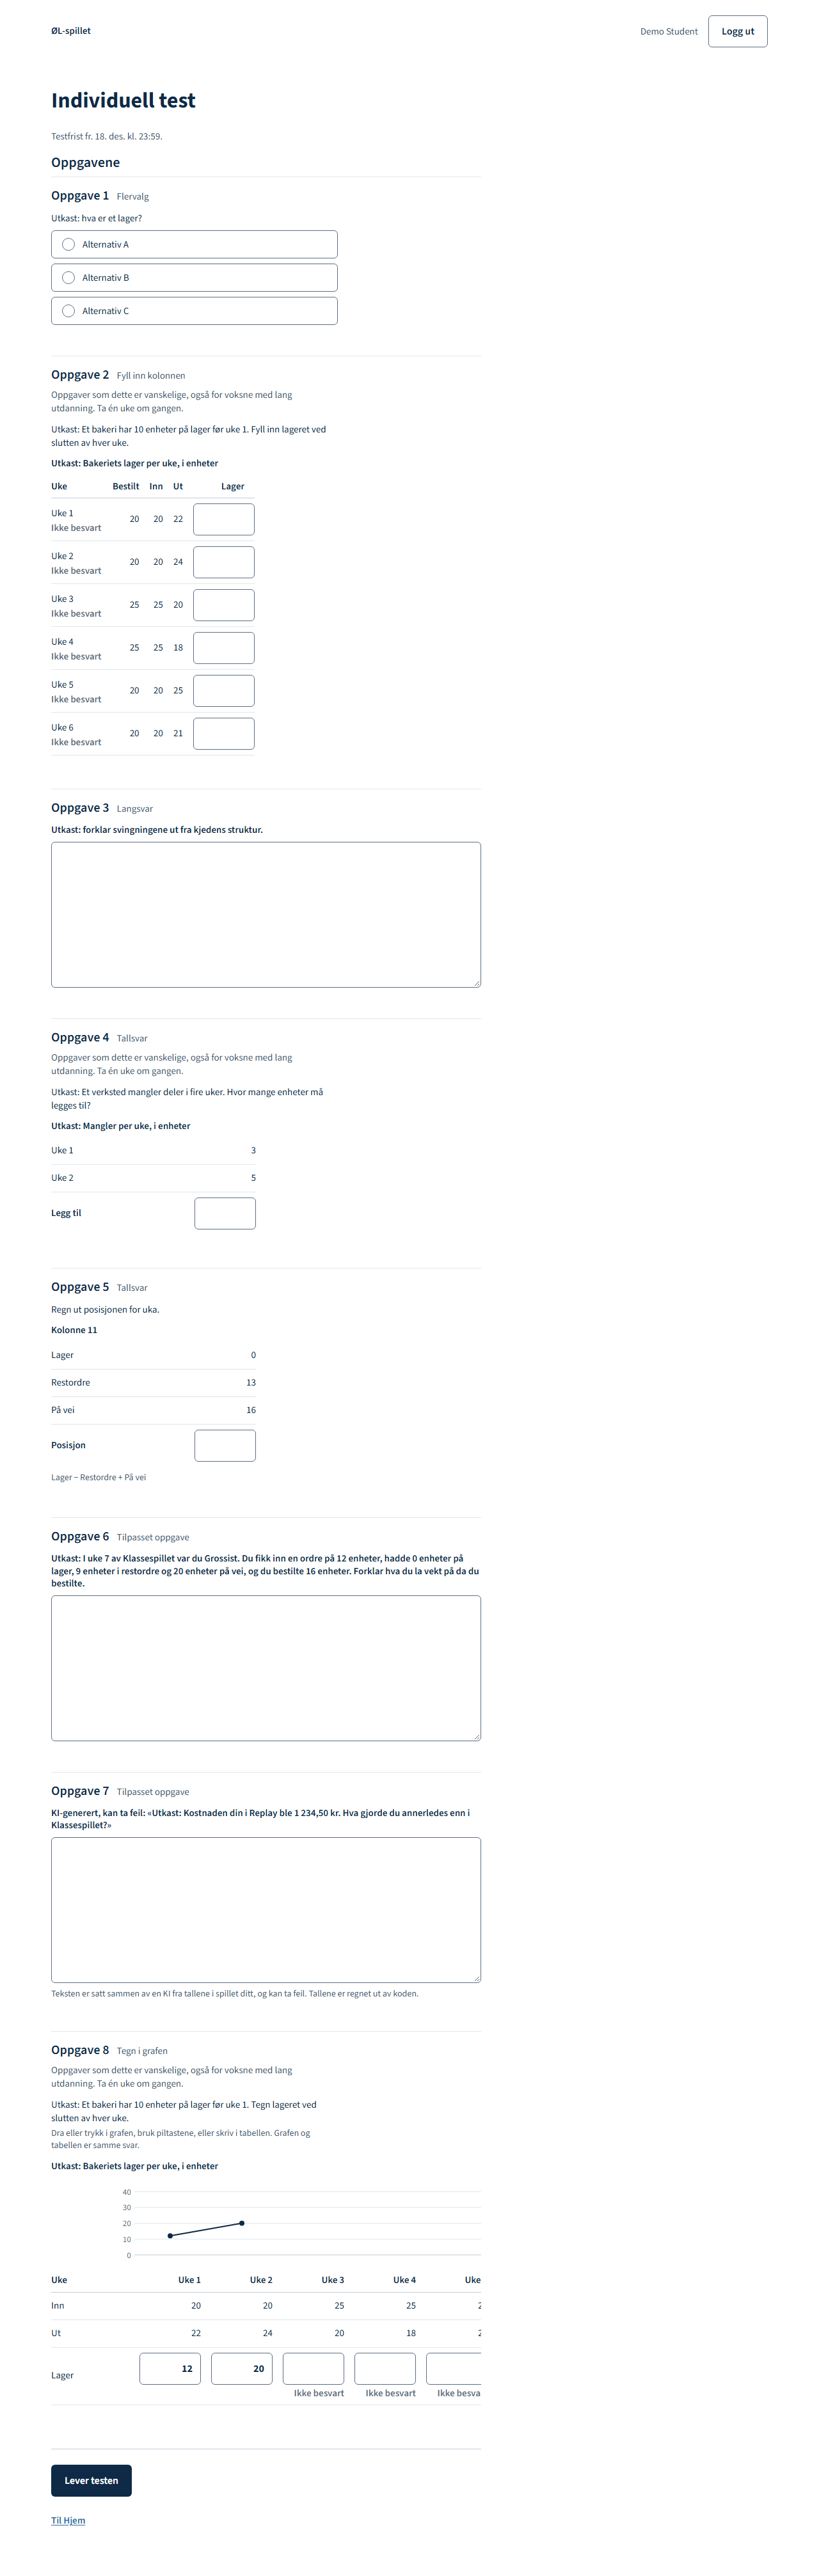 ØL-spillet
Demo Student
Logg ut
Individuell test
Testfrist fr. 18. des. kl. 23:59.
Oppgavene
Oppgave 1 Flervalg
Utkast: hva er et lager?
Alternativ A
Alternativ B
Alternativ C
Oppgave 2 Fyll inn kolonnen
Oppgaver som dette er vanskelige, også for voksne med lang
utdanning. Ta én uke om gangen.
Utkast: Et bakeri har 10 enheter på lager før uke 1. Fyll inn lageret ved
slutten av hver uke.
Utkast: Bakeriets lager per uke, i enheter
Uke Bestilt Inn Ut Lager
Uke 1
Ikke besvart
20 20 22
Uke 2
Ikke besvart
20 20 24
Uke 3
Ikke besvart
25 25 20
Uke 4
Ikke besvart
25 25 18
Uke 5
Ikke besvart
20 20 25
Uke 6
Ikke besvart
20 20 21
Oppgave 3 Langsvar
Utkast: forklar svingningene ut fra kjedens struktur.
Oppgave 4 Tallsvar
Oppgaver som dette er vanskelige, også for voksne med lang
utdanning. Ta én uke om gangen.
Utkast: Et verksted mangler deler i fire uker. Hvor mange enheter må
legges til?
Utkast: Mangler per uke, i enheter
Uke 1 3
Uke 2 5
Legg til
Oppgave 5 Tallsvar
Regn ut posisjonen for uka.
Kolonne 11
Lager 0
Restordre 13
På vei 16
Posisjon
Lager − Restordre + På vei
Oppgave 6 Tilpasset oppgave
Utkast: I uke 7 av Klassespillet var du Grossist. Du fikk inn en ordre på 12 enheter, hadde 0 enheter på
lager, 9 enheter i restordre og 20 enheter på vei, og du bestilte 16 enheter. Forklar hva du la vekt på da du
bestilte.
Oppgave 7 Tilpasset oppgave
KI-generert, kan ta feil: «Utkast: Kostnaden din i Replay ble 1 234,50 kr. Hva gjorde du annerledes enn i
Klassespillet?»
Teksten er satt sammen av en KI fra tallene i spillet ditt, og kan ta feil. Tallene er regnet ut av koden.
Oppgave 8 Tegn i grafen
Oppgaver som dette er vanskelige, også for voksne med lang
utdanning. Ta én uke om gangen.
Utkast: Et bakeri har 10 enheter på lager før uke 1. Tegn lageret ved
slutten av hver uke.
Dra eller trykk i grafen, bruk piltastene, eller skriv i tabellen. Grafen og
tabellen er samme svar.
Utkast: Bakeriets lager per uke, i enheter
40
30
20
10
0
Uke Uke 1 Uke 2 Uke 3 Uke 4 Uke
Inn 20 20 25 25
Ut 22 24 20 18
Lager 12 20
Ikke besvart Ikke besvart Ikke besva
Lever testen
Til Hjem